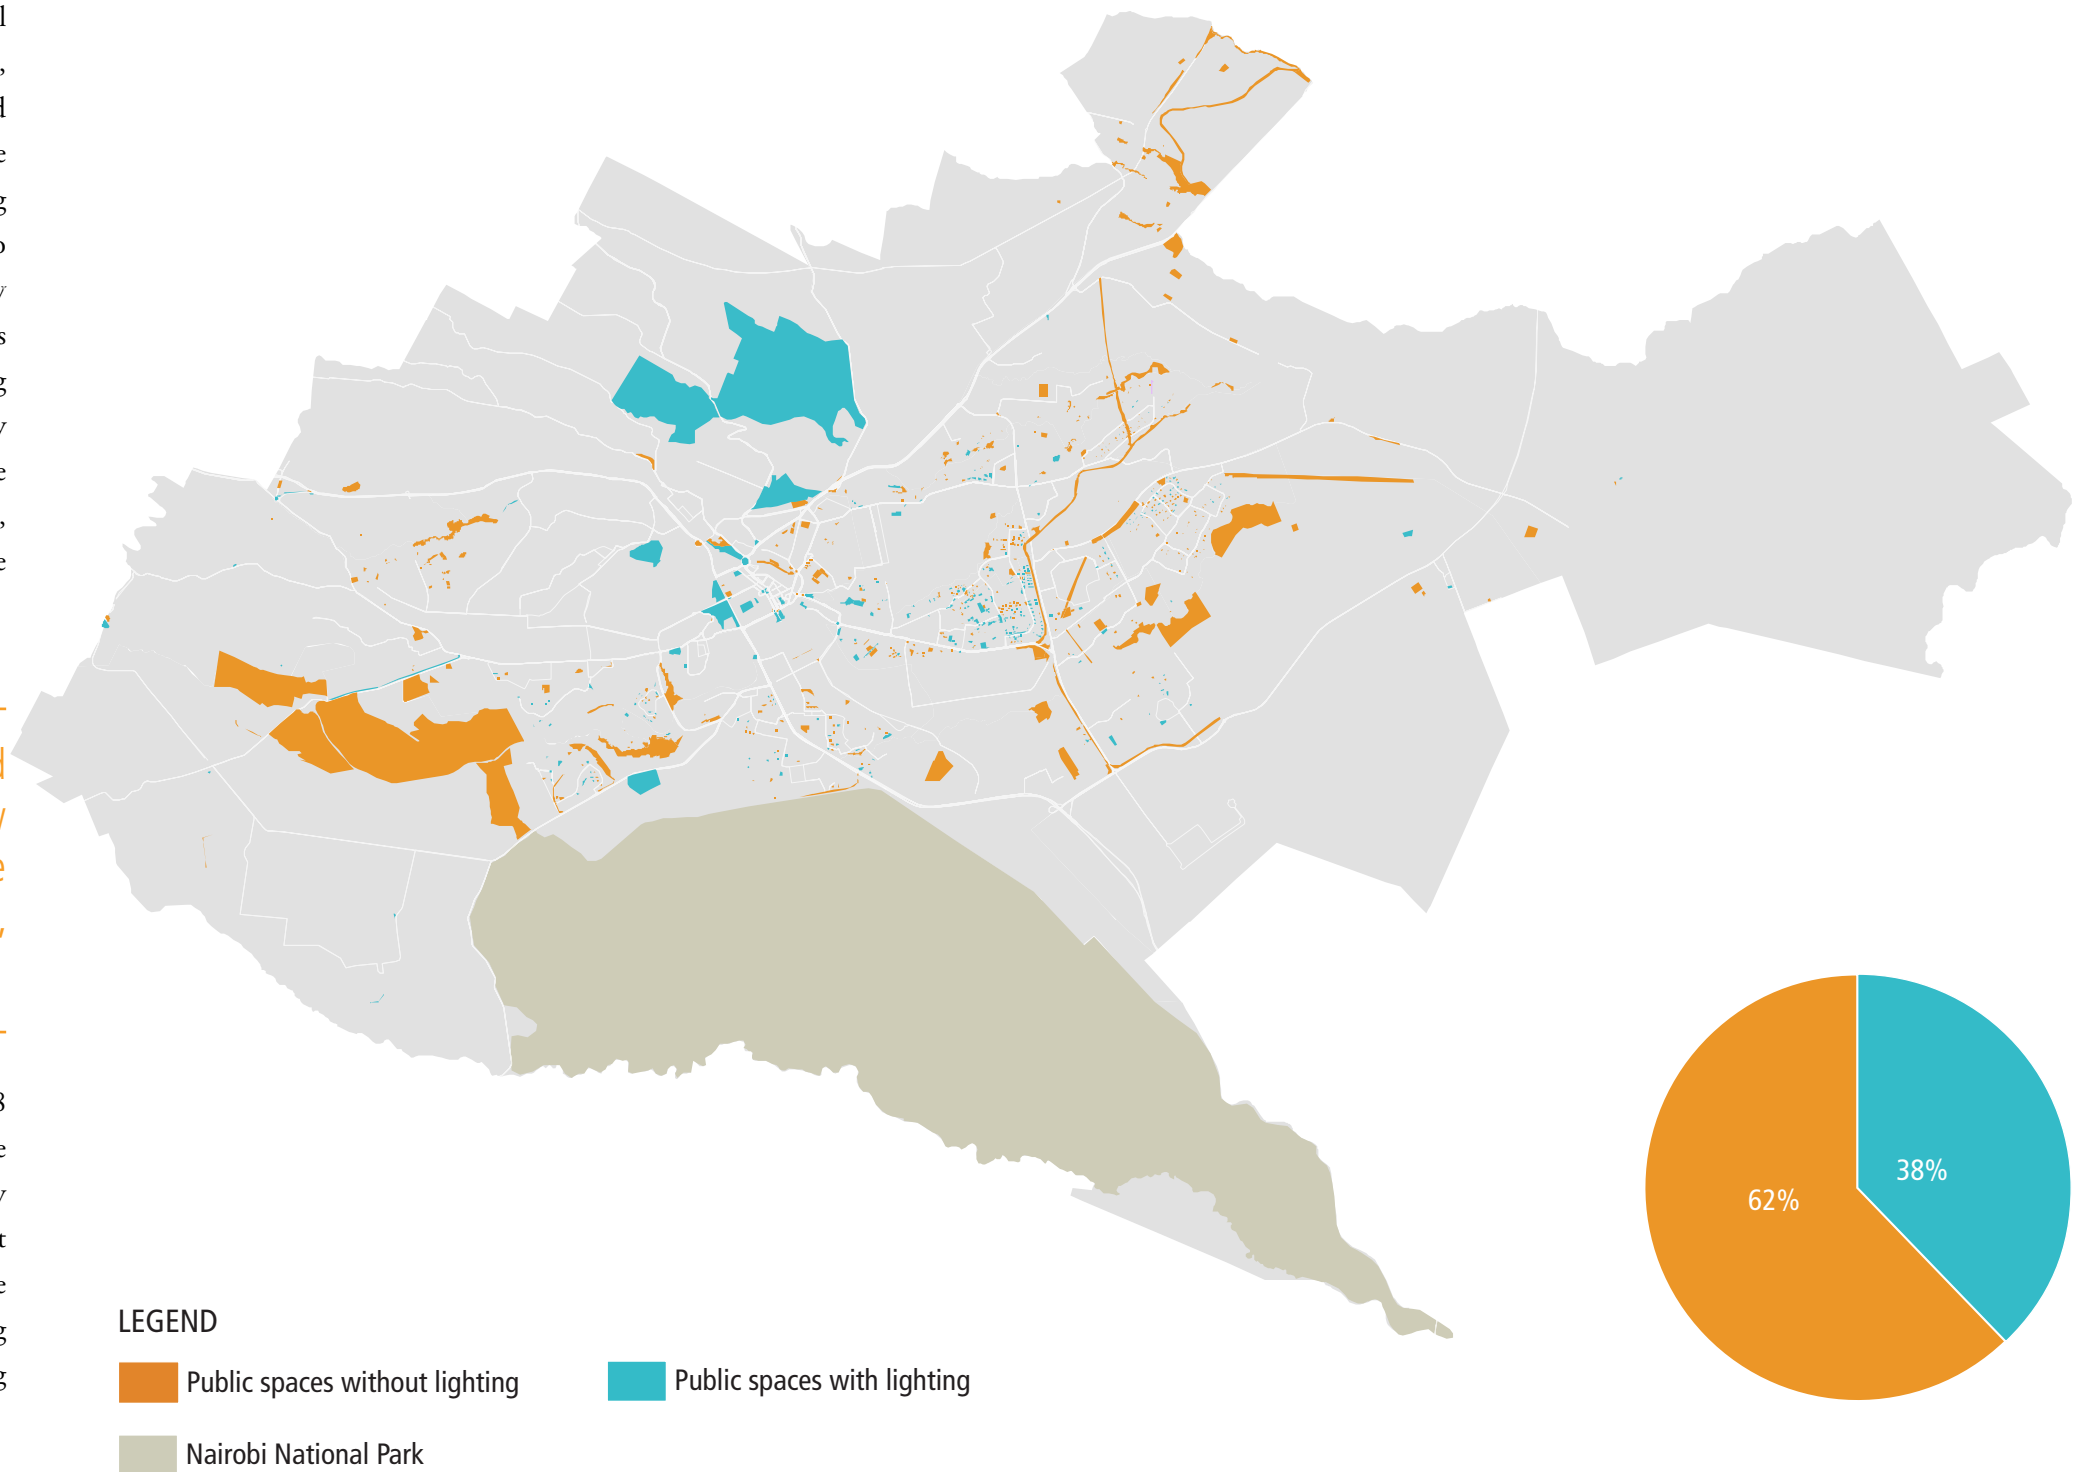 62%
38%
LEGEND
Public spaces without lighting
Public spaces with lighting
Nairobi National Park